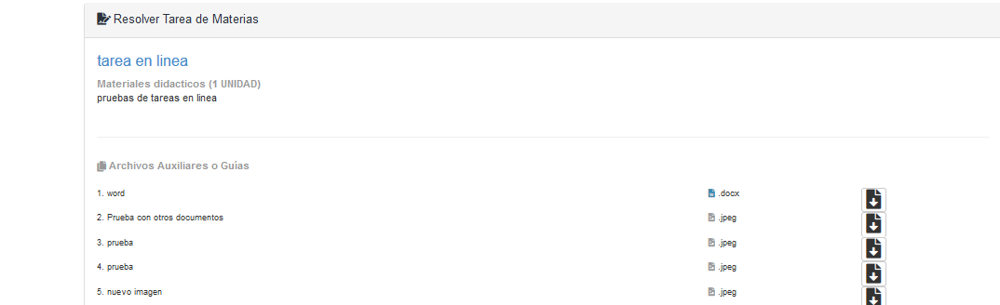 Resolver Tarea de Materias
tarea en linea
Materiales didacticos (1 UNIDAD)
pruebas de tareas en linea
Archivos Auxiliares o Guías
1. word .docx
2. Prueba con otros documentos .jpeg
3. prueba .jpeg
4. prueba .jpeg
5. nuevo imagen .jpeg